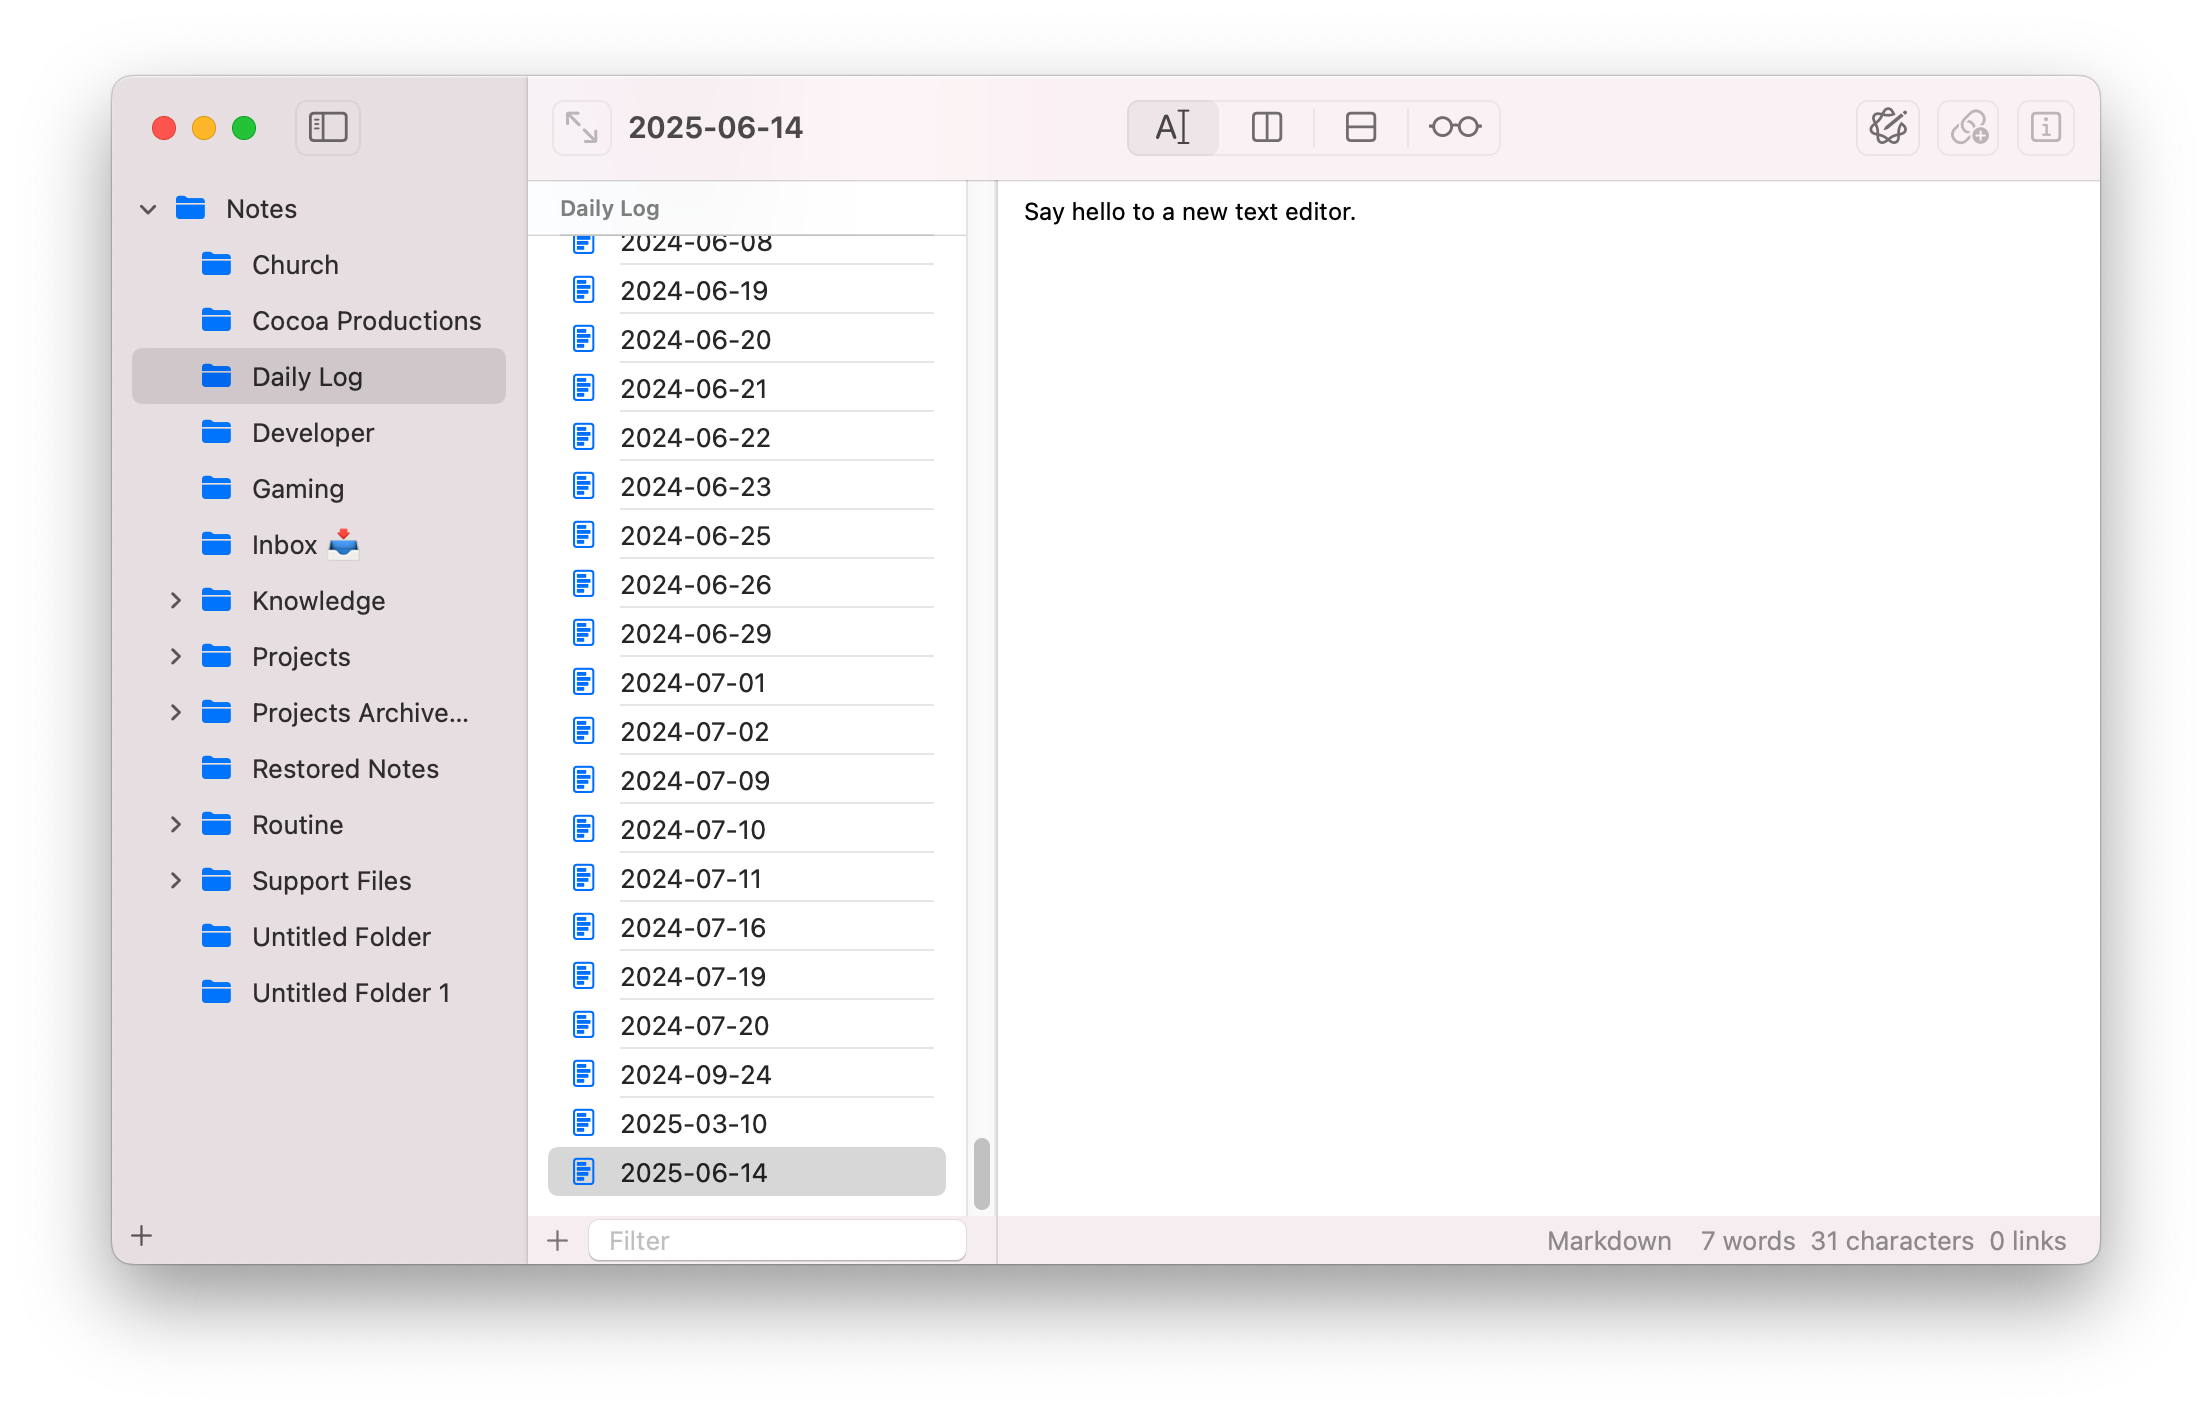 2025-06-14
Notes
Church
Cocoa Productions
Daily Log
Developer
Gaming
Inbox 📥
Knowledge
Projects
Projects Archive...
Restored Notes
Routine
Support Files
Untitled Folder
Untitled Folder 1
Daily Log
2024-06-08
2024-06-19
2024-06-20
2024-06-21
2024-06-22
2024-06-23
2024-06-25
2024-06-26
2024-06-29
2024-07-01
2024-07-02
2024-07-09
2024-07-10
2024-07-11
2024-07-16
2024-07-19
2024-07-20
2024-09-24
2025-03-10
2025-06-14
Filter
Say hello to a new text editor.
Markdown 7 words 31 characters 0 links